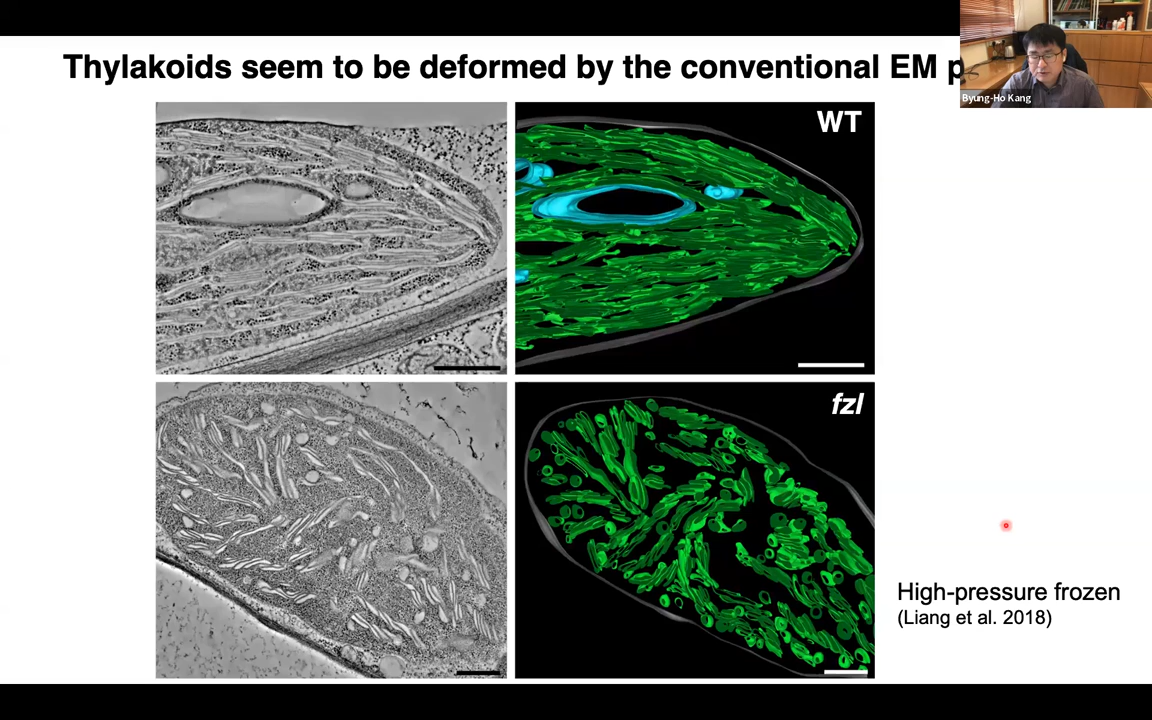 Thylakoids seem to be deformed by the conventional EM p
Byung-Ho Kang
WT
fzl
High-pressure frozen
(Liang et al. 2018)